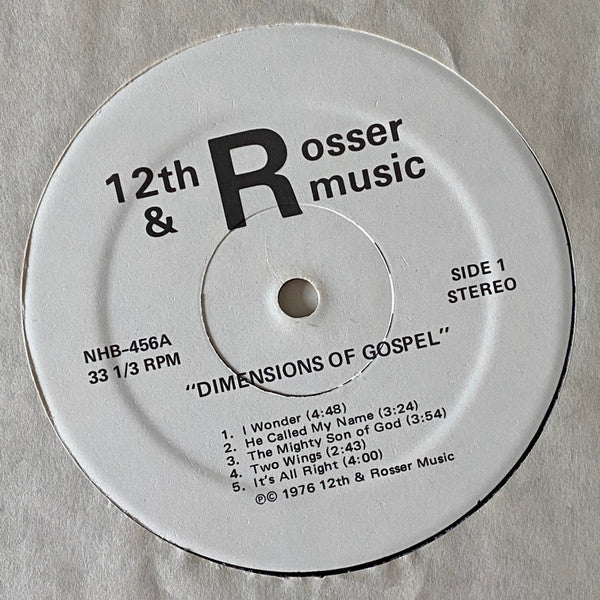 12th & Rosser music
NHB-456A
33 1/3 RPM
SIDE 1
STEREO
"DIMENSIONS OF GOSPEL"
1. I Wonder (4:48)
2. He Called My Name (3:24)
3. The Mighty Son of God (3:54)
4. Two Wings (2:43)
5. It's All Right (4:00)
℗© 1976 12th & Rosser Music